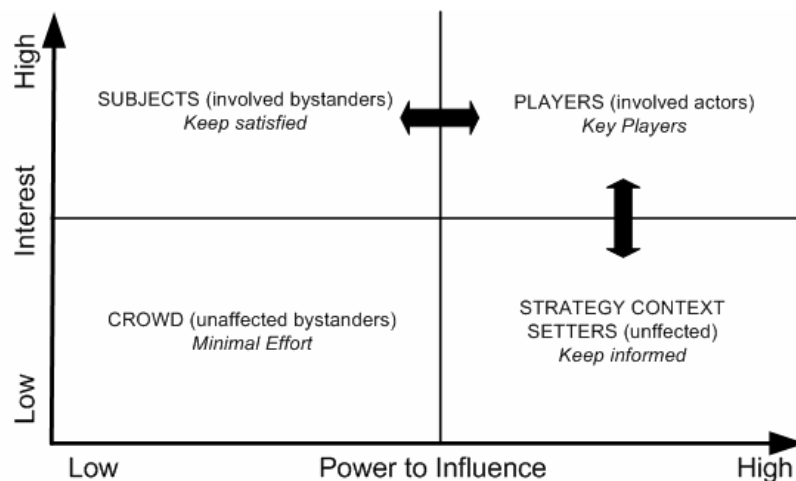 High
Interest
Low
SUBJECTS (involved bystanders)
Keep satisfied
PLAYERS (involved actors)
Key Players
CROWD (unaffected bystanders)
Minimal Effort
STRATEGY CONTEXT
SETTERS (unffected)
Keep informed
Low
Power to Influence
High